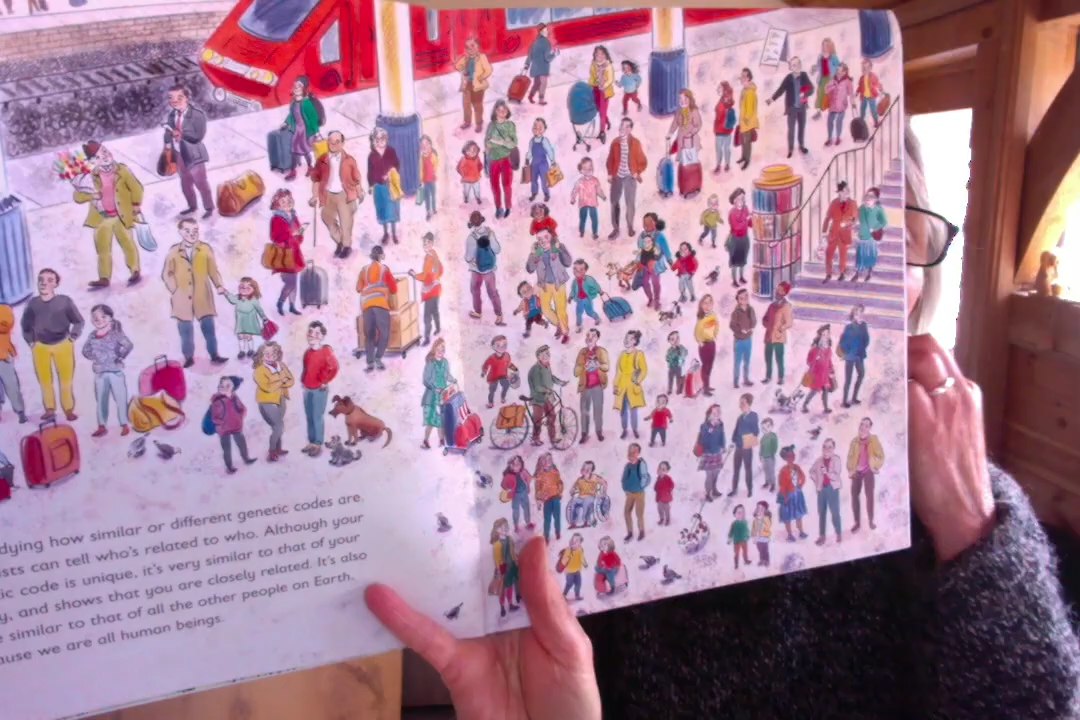 dying how similar or different genetic codes are.
ists can tell who's related to who. Although your
ic code is unique, it's very similar to that of your
y, and shows that you are closely related. It's also
e similar to that of all the other people on Earth.
ause we are all human beings.